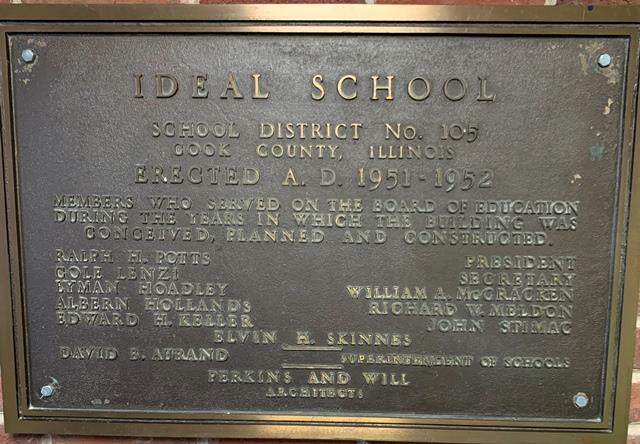 IDEAL SCHOOL
SCHOOL DISTRICT No. 105
COOK COUNTY, ILLINOIS
ERECTED A. D. 1951-1952
MEMBERS WHO SERVED ON THE BOARD OF EDUCATION
DURING THE YEARS IN WHICH THE BUILDING WAS
CONCEIVED, PLANNED AND CONSTRUCTED.
RALPH H. POTTS PRESIDENT
COLE LENZI SECRETARY
LYMAN HOADLEY WILLIAM A. McCRACKEN
ALBERN HOLLANDS RICHARD W. MELDON
EDWARD H. KELLER JOHN STIMAC
ELVIN H. SKINNES
DAVID B. AURAND SUPERINTENDENT OF SCHOOLS
PERKINS AND WILL
ARCHITECTS